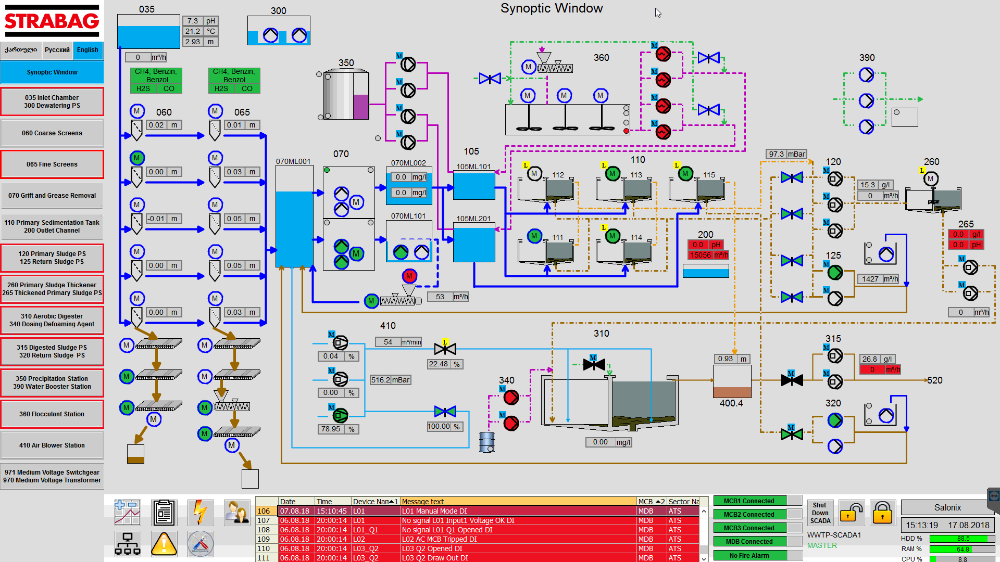 STRABAG
ქართული Русский English
Synoptic Window
035 Inlet Chamber
300 Dewatering PS
060 Coarse Screens
065 Fine Screens
070 Grift and Grease Removal
110 Primary Sedimentation Tank
200 Outlet Channel
120 Primary Sludge PS
125 Return Sludge PS
260 Primary Sludge Thickener
265 Thickened Primary Sludge PS
310 Aerobic Digester
340 Dosing Defoaming Agent
315 Digested Sludge PS
320 Return Sludge PS
350 Precipitation Station
390 Water Booster Station
360 Flocculant Station
410 Air Blower Station
971 Medium Voltage Switchgear
970 Medium Voltage Transformer
Synoptic Window
035
7.3 pH
21.2 °C
2.93 m
0 m³/h
300
CH4, Benzin,
Benzol
H2S CO
CH4, Benzin,
Benzol
H2S CO
M 060 M 065
0.02 m 0.01 m
M M
0.00 m 0.03 m
M M
-0.01 m 0.05 m
M M
0.00 m 0.05 m
M M
0.00 m 0.03 m
M M
M M
M M
M M
M
350
M
M
M
M
360
M
M M M
M
M
M
M
390
070ML001
070
M
M
070ML002
0.0 mg/l
0.0 mg/l
070ML101
M
M
53 m³/h
105
105ML101
105ML201
110
L M 112
L M 113
L M 115
M 111
L M 114
200
0.0 pH
15056 m³/h
97.3 mBar
120
M
M
M
15.3 g/l
0 m³/h
125
M
M
1427 m³/h
260
L M
265
0.0 g/l
0.0 pH
M
M
0 m³/h
410
M
0.04 %
M
0.00 %
M
78.95 %
54 m³/min
516.2 mBar
L
22.48 %
M
100.00 %
310
M
0.00 mg/l
340
M
M
0.93 m
400.4
315
M
M
M
26.8 g/l
0 m³/h
520
320
M
Date Time Device Nam 1 Message text MCB 2 Sector Na
106 07.08.18 15:10:45 L01 L01 Manual Mode DI MDB ATS
107 06.08.18 20:00:14 L01 No signal L01 Input1 Voltage OK DI MDB ATS
108 06.08.18 20:00:14 L01_Q1 No signal L01 Q1 Opened DI MDB ATS
109 06.08.18 20:00:14 L02 L02 AC MCB Tripped DI MDB ATS
110 06.08.18 20:00:14 L03_Q2 L03 Q2 Opened DI MDB ATS
111 06.08.18 20:00:14 L03_Q2 L03 Q2 Draw Out DI MDB ATS
MCB1 Connected
MCB2 Connected
MCB3 Connected
MDB Connected
No Fire Alarm
Shut
Down
SCADA
WWTP-SCADA1
MASTER
Salonix
15:13:19 17.08.2018
HDD % 88.5
RAM % 64.8
CPU % 8.8